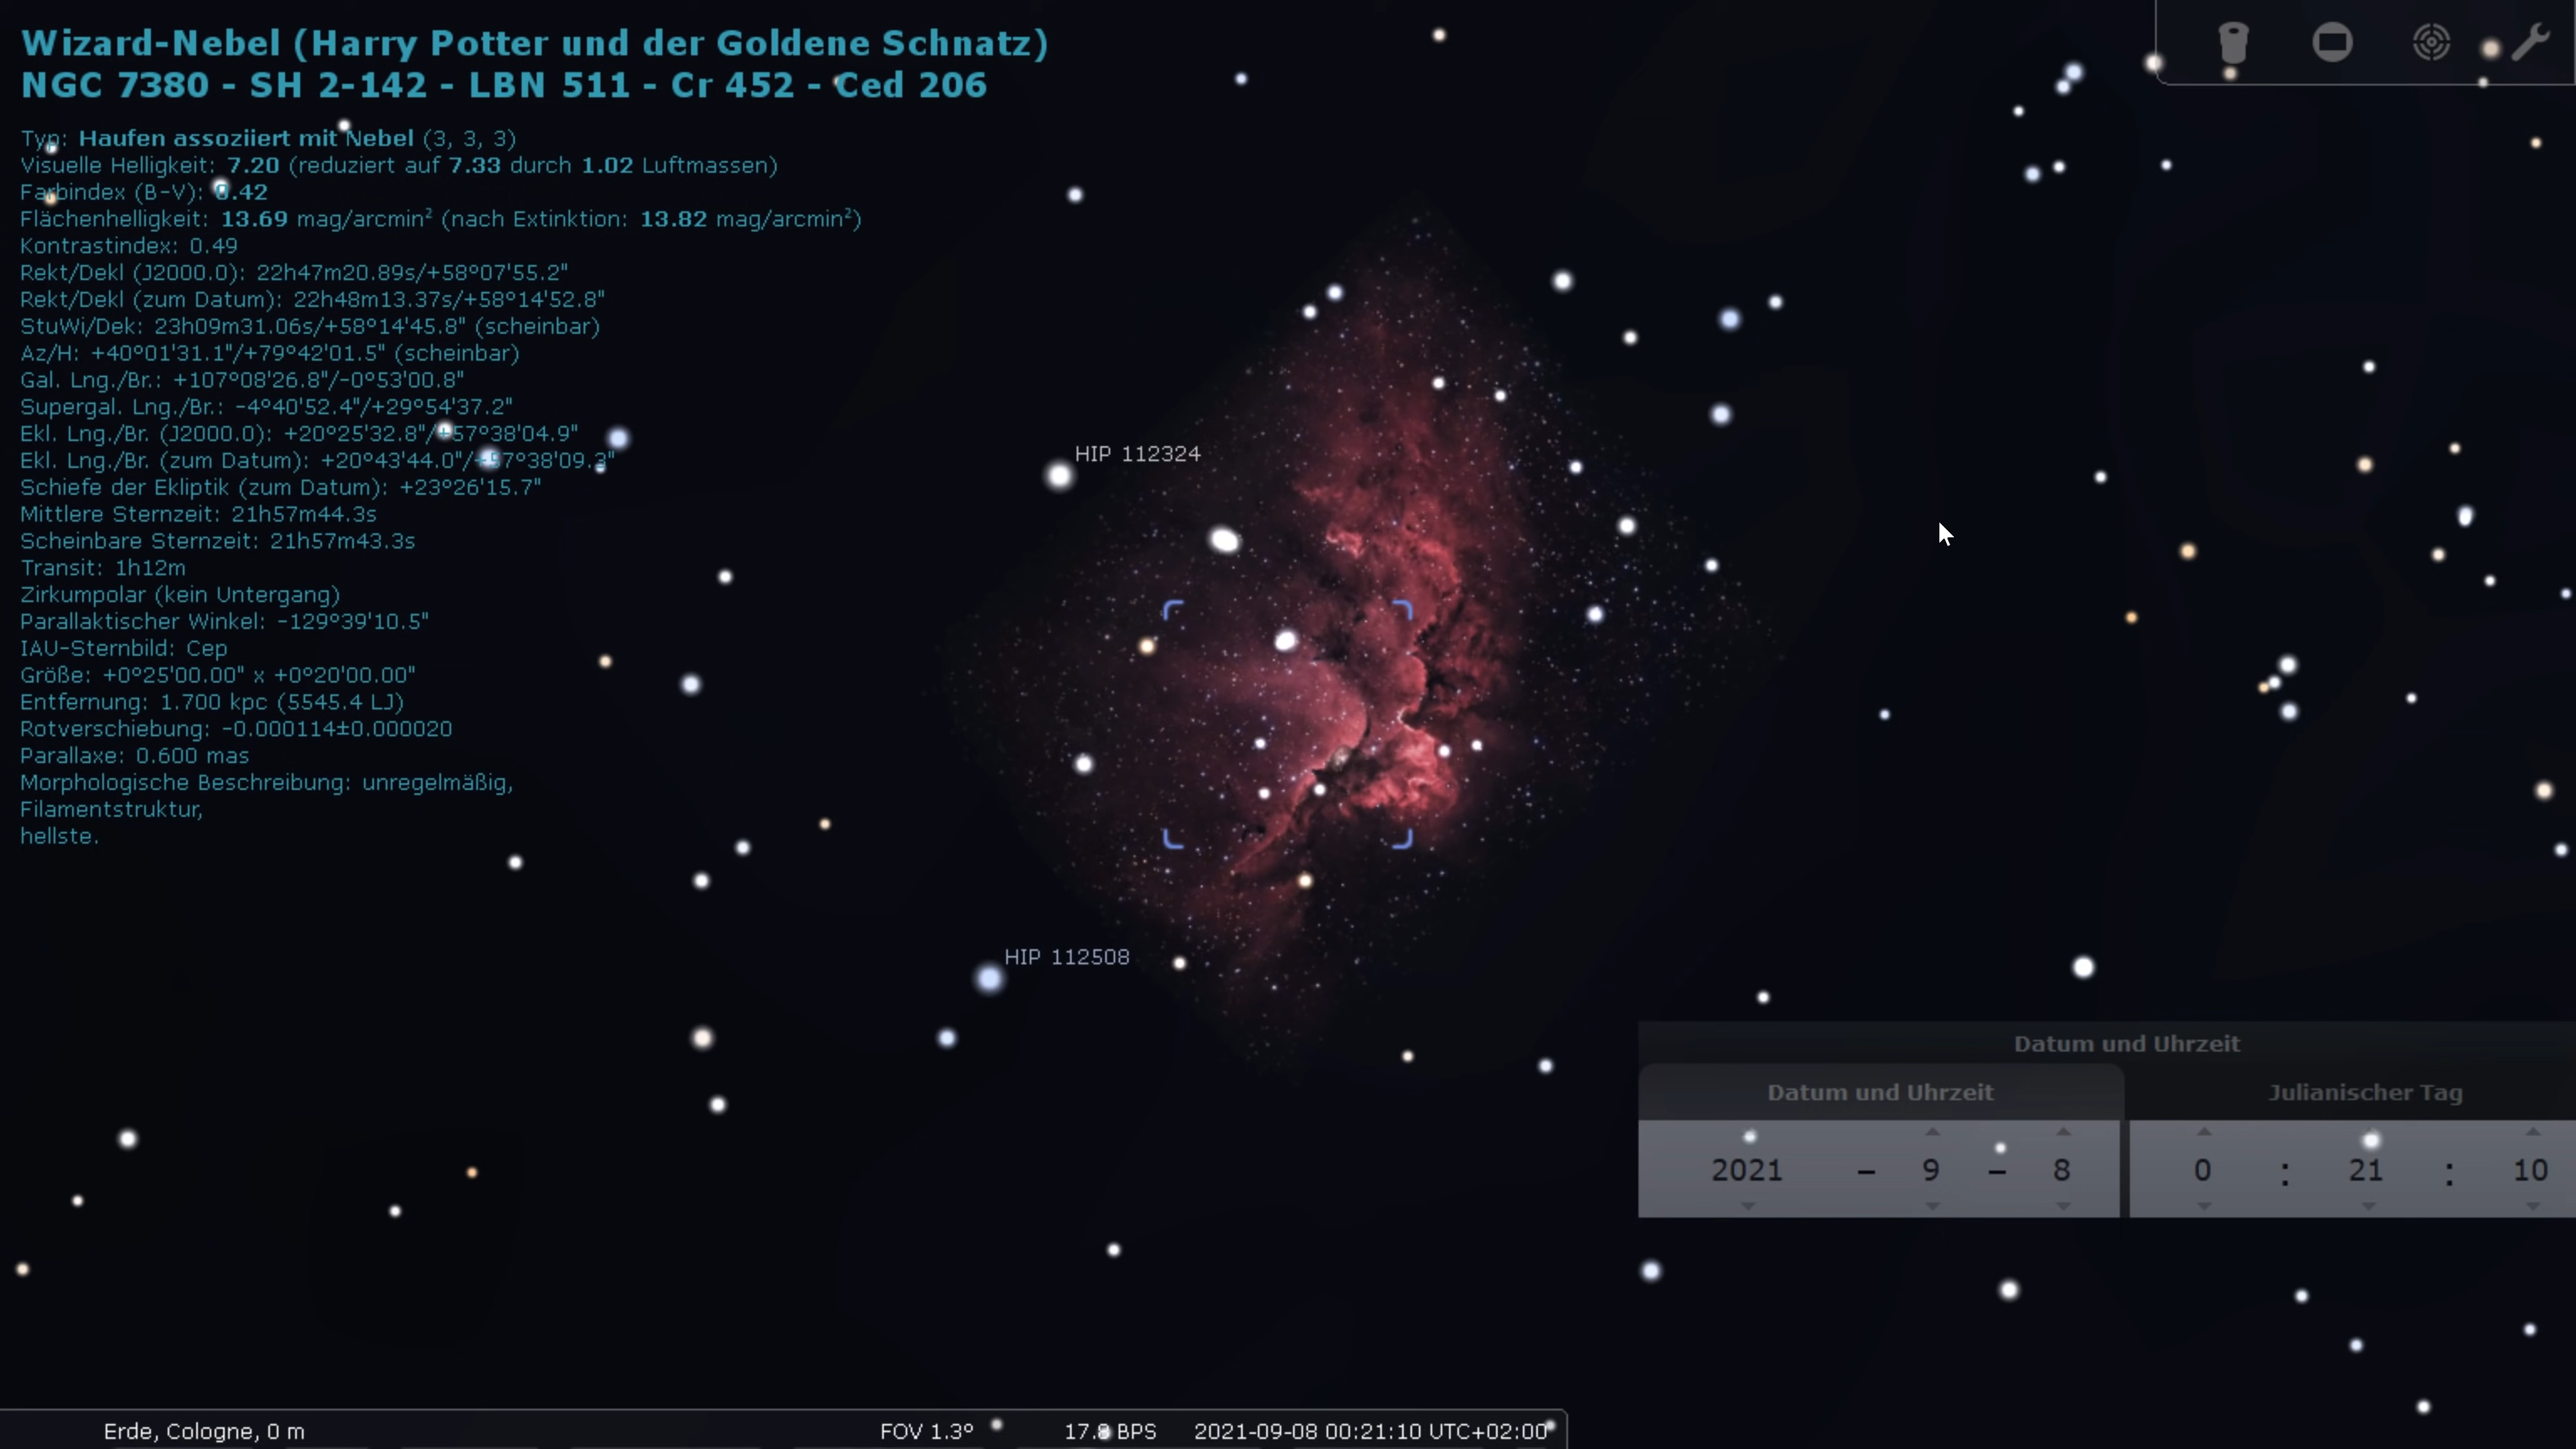 Wizard-Nebel (Harry Potter und der Goldene Schnatz)
NGC 7380 - SH 2-142 - LBN 511 - Cr 452 - Ced 206
Typ: Haufen assoziiert mit Nebel (3, 3, 3)
Visuelle Helligkeit: 7.20 (reduziert auf 7.33 durch 1.02 Luftmassen)
Farbindex (B-V): 0.42
Flächenhelligkeit: 13.69 mag/arcmin² (nach Extinktion: 13.82 mag/arcmin²)
Kontrastindex: 0.49
Rekt/Dekl (J2000.0): 22h47m20.89s/+58°07'55.2"
Rekt/Dekl (zum Datum): 22h48m13.37s/+58°14'52.8"
StuWi/Dek: 23h09m31.06s/+58°14'45.8" (scheinbar)
Az/H: +40°01'31.1"/+79°42'01.5" (scheinbar)
Gal. Lng./Br.: +107°08'26.8"/-0°53'00.8"
Supergal. Lng./Br.: -4°40'52.4"/+29°54'37.2"
Ekl. Lng./Br. (J2000.0): +20°25'32.8"/+57°38'04.9"
Ekl. Lng./Br. (zum Datum): +20°43'44.0"/+57°38'09.3"
Schiefe der Ekliptik (zum Datum): +23°26'15.7"
Mittlere Sternzeit: 21h57m44.3s
Scheinbare Sternzeit: 21h57m43.3s
Transit: 1h12m
Zirkumpolar (kein Untergang)
Parallaktischer Winkel: -129°39'10.5"
IAU-Sternbild: Cep
Größe: +0°25'00.00" x +0°20'00.00"
Entfernung: 1.700 kpc (5545.4 LJ)
Rotverschiebung: -0.000114±0.000020
Parallaxe: 0.600 mas
Morphologische Beschreibung: unregelmäßig,
Filamentstruktur,
hellste.
HIP 112324
HIP 112508
Datum und Uhrzeit
Datum und Uhrzeit Julianischer Tag
2021 - 9 - 8 0 : 21 : 10
Erde, Cologne, 0 m FOV 1.3° 17.8 BPS 2021-09-08 00:21:10 UTC+02:00